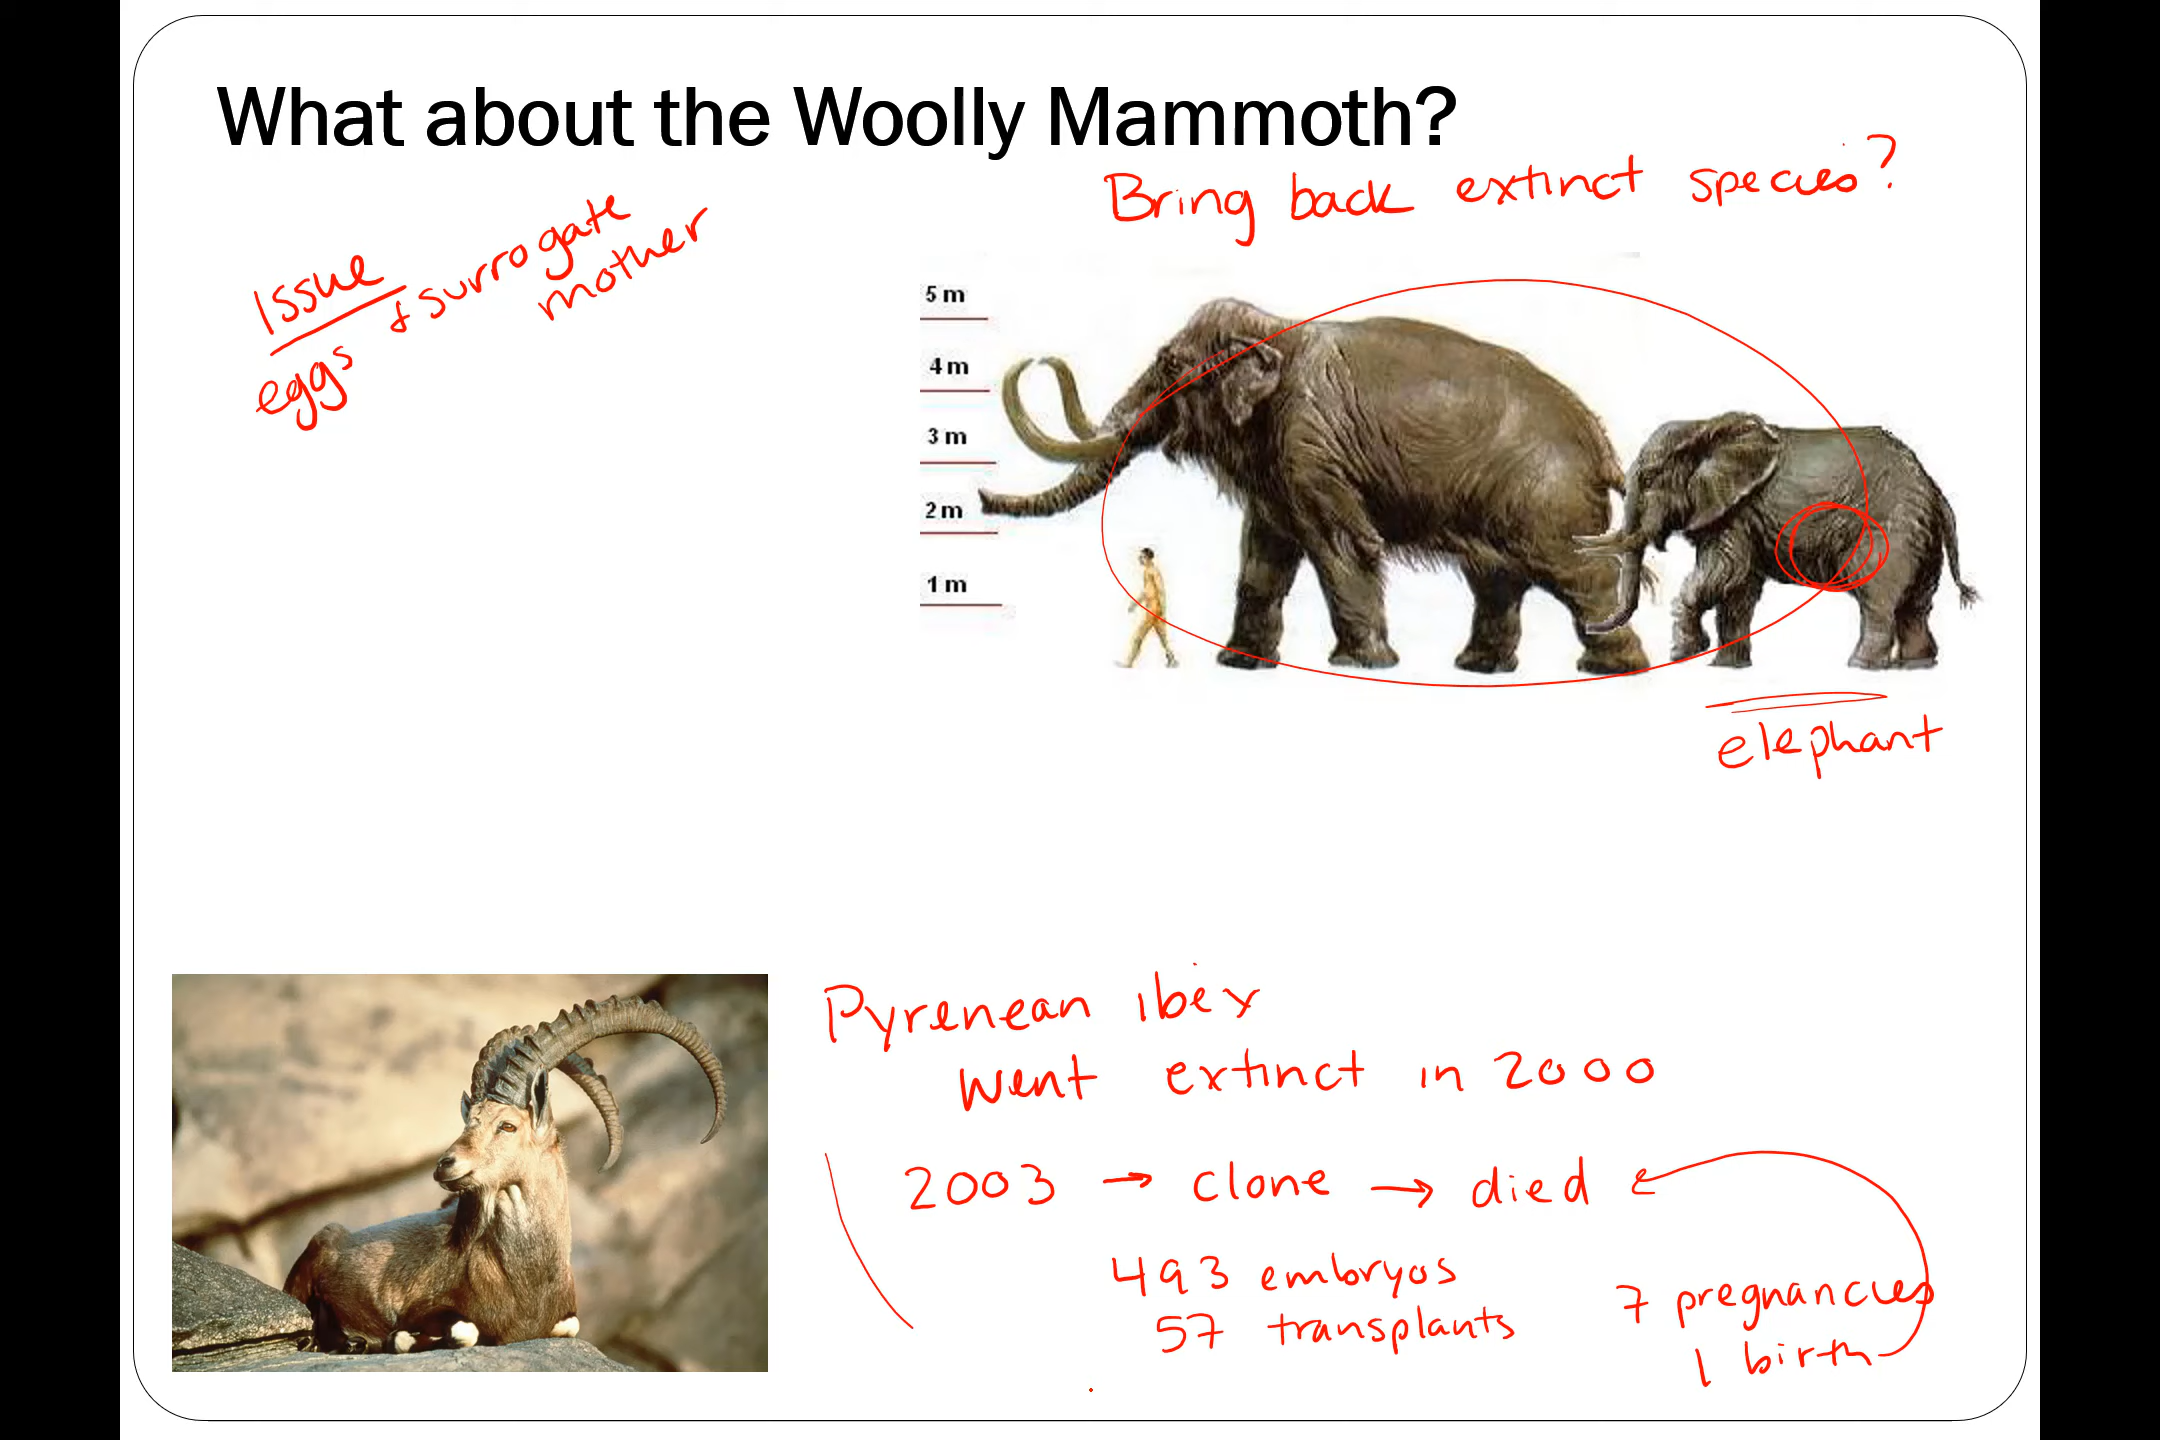 What about the Woolly Mammoth?
Bring back extinct species?
Issue
eggs & surrogate
mother
5 m
4 m
3 m
2 m
1 m
elephant
Pyrenean ibex
went extinct in 2000
2003 → clone → died
493 embryos
57 transplants
7 pregnancies
1 birth